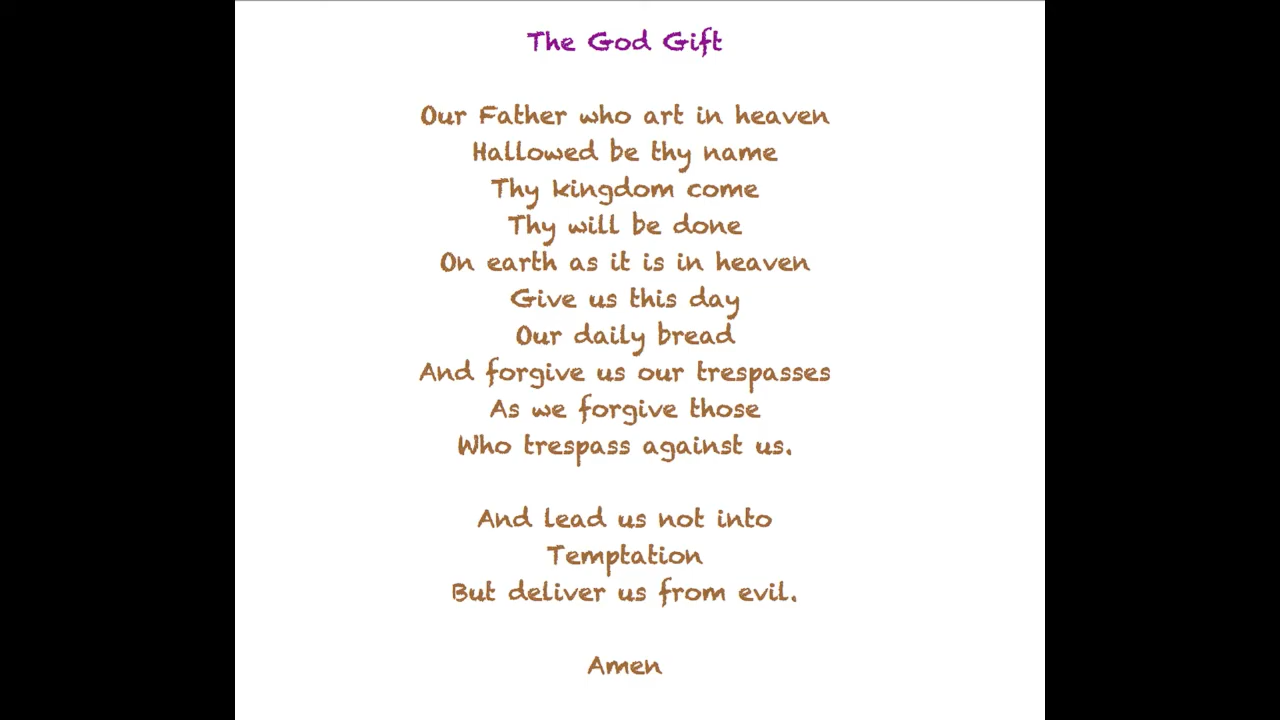 The God Gift
Our Father who art in heaven
Hallowed be thy name
Thy kingdom come
Thy will be done
On earth as it is in heaven
Give us this day
Our daily bread
And forgive us our trespasses
As we forgive those
Who trespass against us.
And lead us not into
Temptation
But deliver us from evil.
Amen